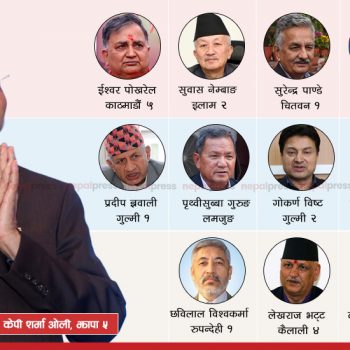 ईश्वर पोखरेल
काठमाडौं ५
सुवास नेम्बाङ
इलाम २
सुरेन्द्र पाण्डे
चितवन १
nepalpress
प्रदीप ज्ञवाली
गुल्मी १
पृथ्वीसुब्बा गुरुङ
लमजुङ
गोकर्ण विष्ट
गुल्मी २
छविलाल विश्वकर्मा
रुपन्देही १
लेखराज भट्ट
कैलाली ४
केपी शर्मा ओली, झापा ५